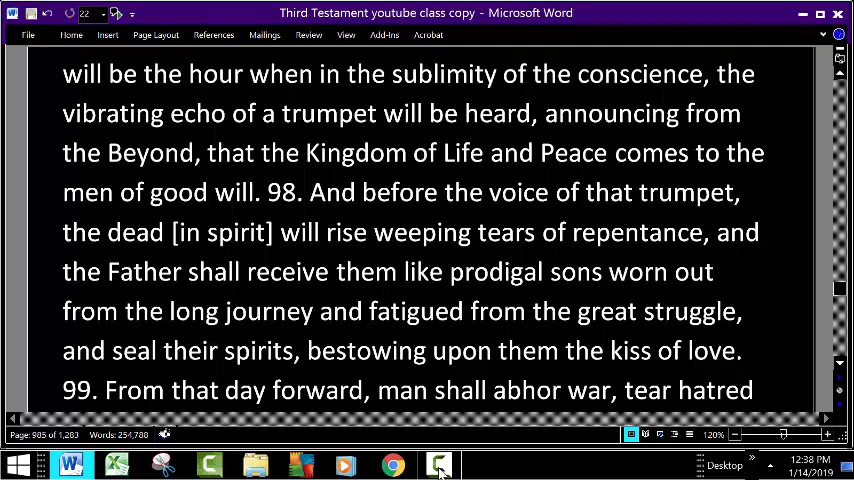 22
Third Testament youtube class copy - Microsoft Word
File Home Insert Page Layout References Mailings Review View Add-Ins Acrobat
will be the hour when in the sublimity of the conscience, the
vibrating echo of a trumpet will be heard, announcing from
the Beyond, that the Kingdom of Life and Peace comes to the
men of good will. 98. And before the voice of that trumpet,
the dead [in spirit] will rise weeping tears of repentance, and
the Father shall receive them like prodigal sons worn out
from the long journey and fatigued from the great struggle,
and seal their spirits, bestowing upon them the kiss of love.
99. From that day forward, man shall abhor war, tear hatred
Page: 985 of 1,283 Words: 254,788 120%
Desktop
12:38 PM
1/14/2019